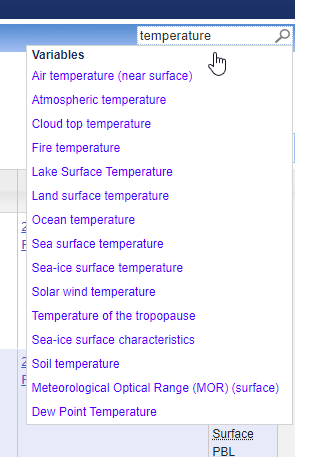 temperature
Variables
Air temperature (near surface)
Atmospheric temperature
Cloud top temperature
Fire temperature
Lake Surface Temperature
Land surface temperature
Ocean temperature
Sea surface temperature
Sea-ice surface temperature
Solar wind temperature
Temperature of the tropopause
Sea-ice surface characteristics
Soil temperature
Meteorological Optical Range (MOR) (surface)
Dew Point Temperature
Surface
PBL